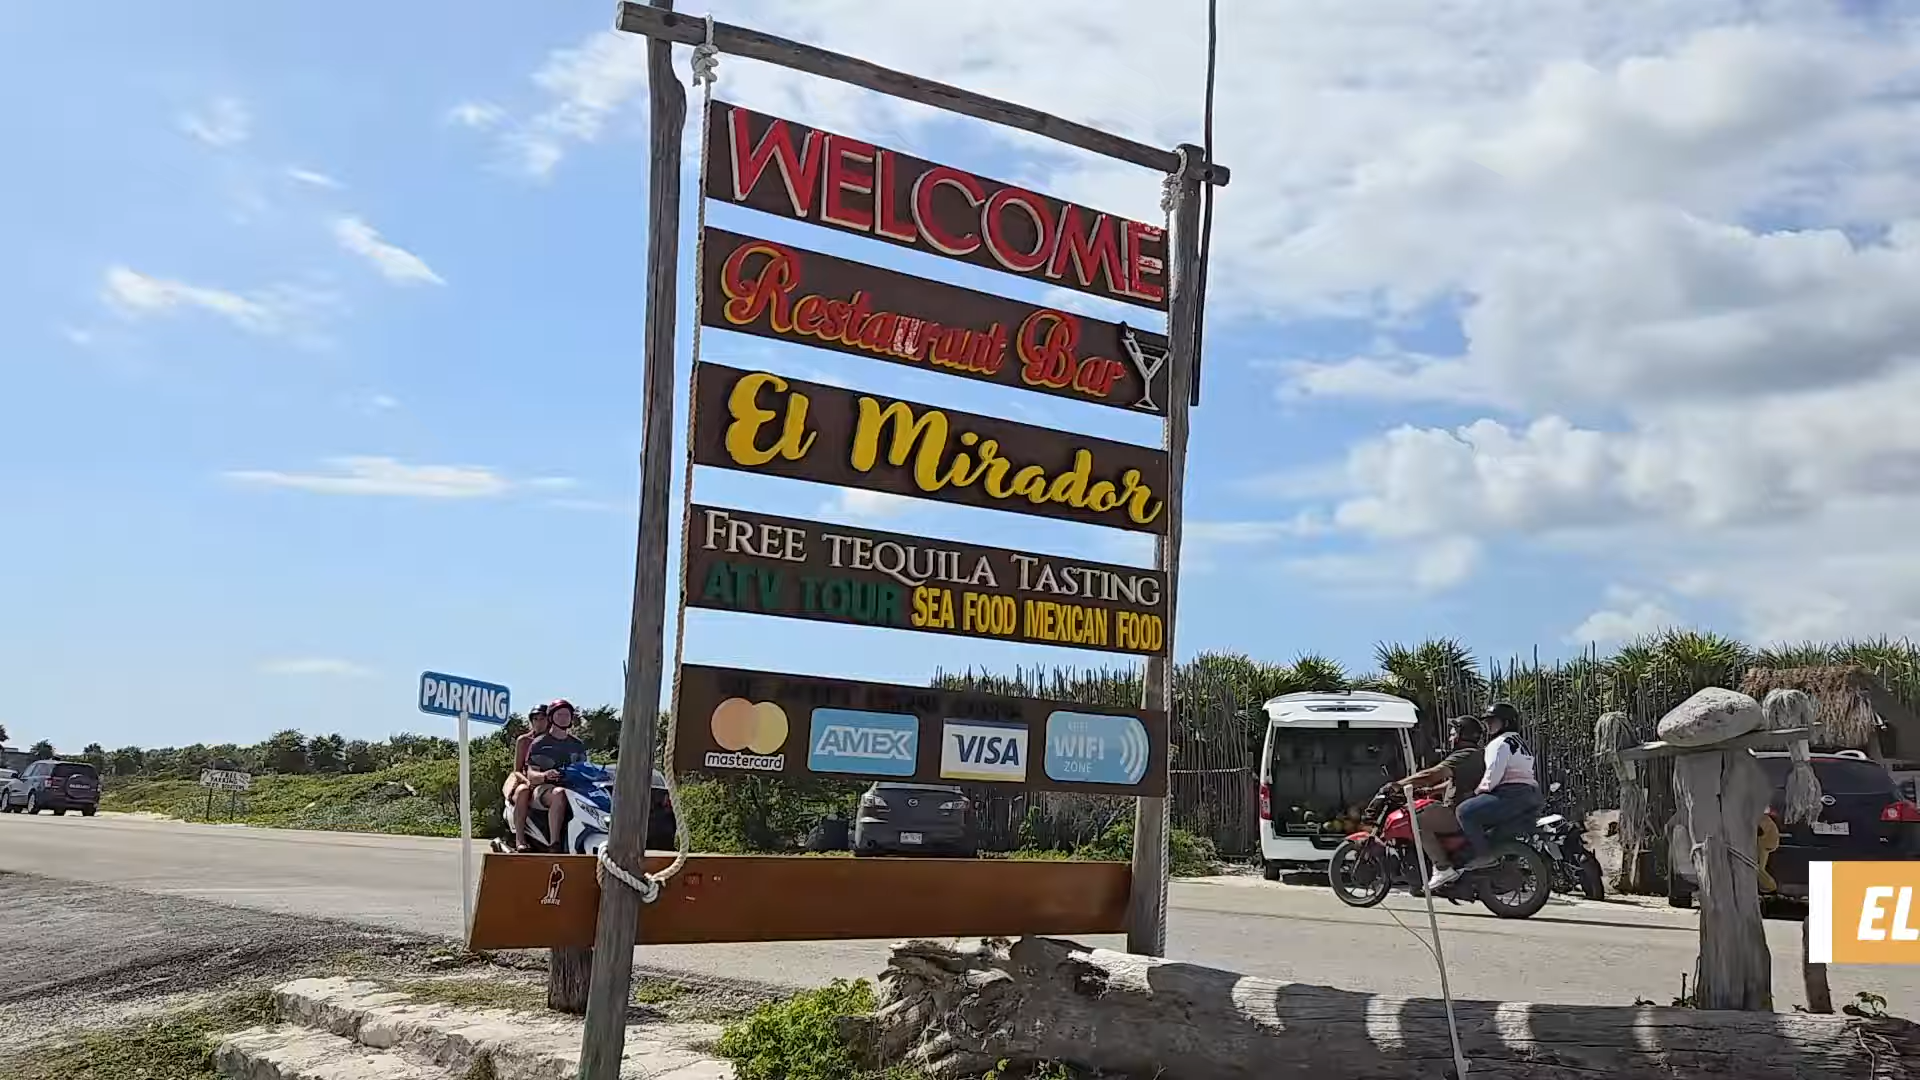 WELCOME
Restaurant Bar
El Mirador
FREE TEQUILA TASTING
ATV TOUR SEA FOOD MEXICAN FOOD
mastercard
AMEX
VISA
FREE
WIFI
ZONE
PARKING
EL